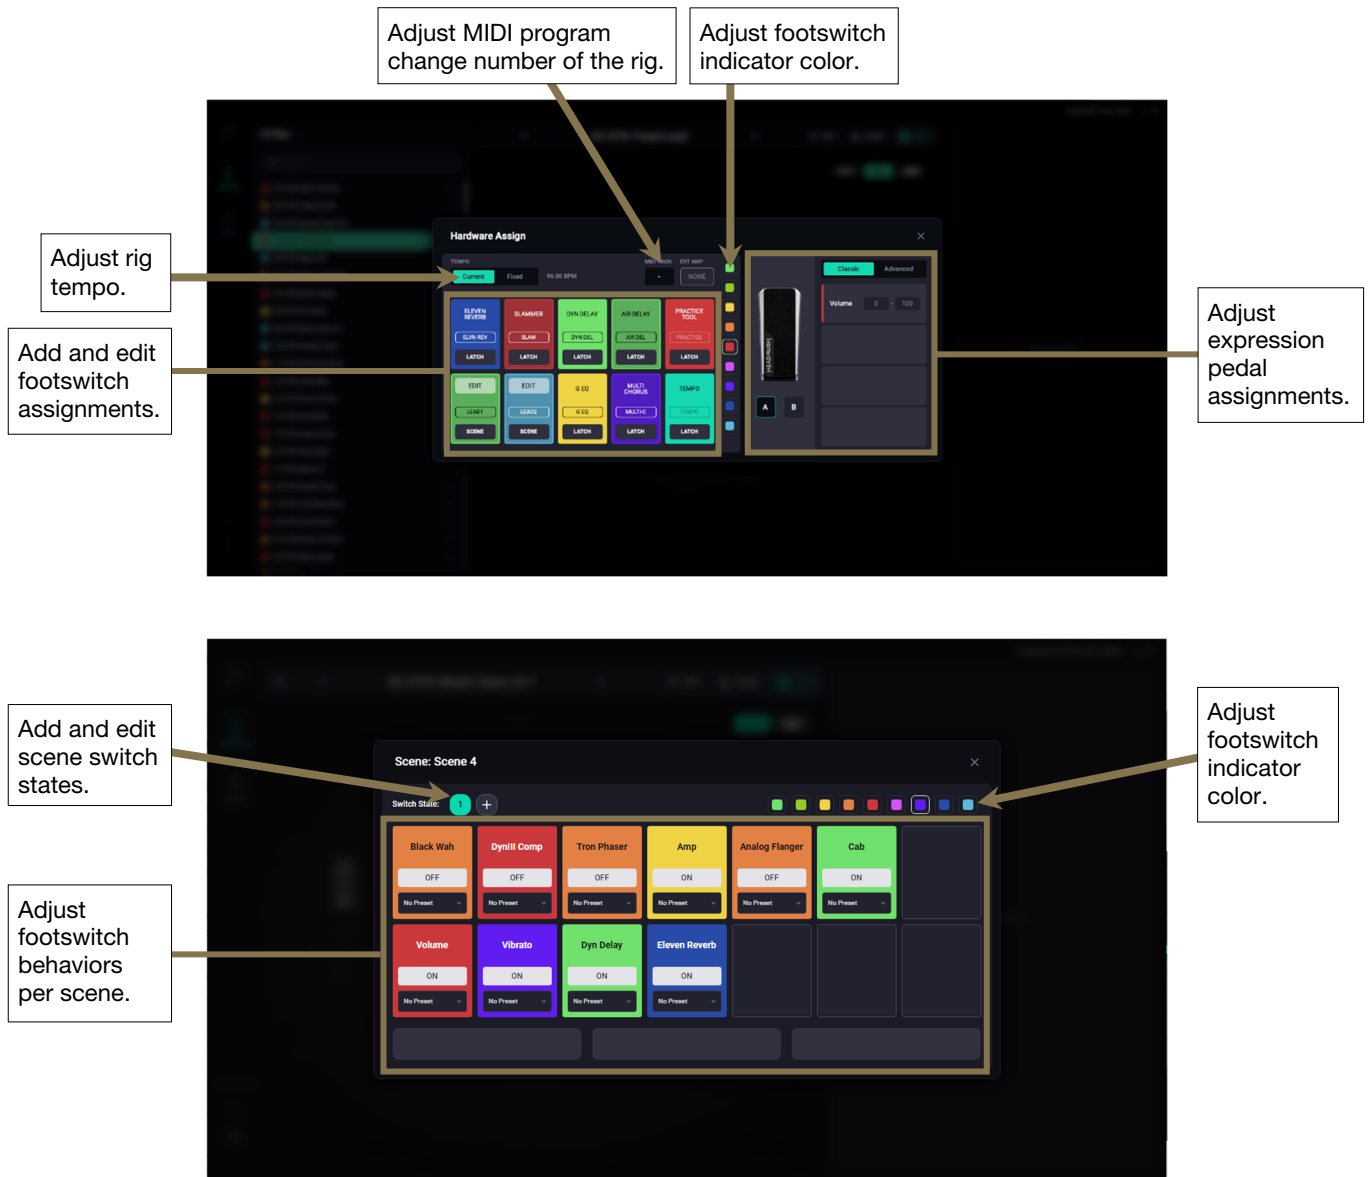 Adjust MIDI program
change number of the rig.
Adjust footswitch
indicator color.
Adjust rig
tempo.
Add and edit
footswitch
assignments.
Adjust
expression
pedal
assignments.
Hardware Assign
TEMPO
MIDI PROG EXT AMP
Current Fixed 96.00 BPM - NONE
Classic Advanced
Volume 0 - 100
ELEVEN
REVERB
SLAMMER
DYN DELAY
AIR DELAY
PRACTICE
TOOL
ELVN REV SLAM DYN DEL AIR DEL PRACTICE
LATCH LATCH LATCH LATCH LATCH
EDIT EDIT G EQ
MULTI
CHORUS
TEMPO
LEAD1 LEAD2 G EQ MULTI-C TEMPO
SCENE SCENE LATCH LATCH LATCH
HEADRUSH
A B
Add and edit
scene switch
states.
Adjust
footswitch
behaviors
per scene.
Adjust
footswitch
indicator
color.
Scene: Scene 4
Switch State: 1 +
Black Wah DynIII Comp Tron Phaser Amp Analog Flanger Cab
OFF OFF OFF ON OFF ON
No Preset No Preset No Preset No Preset No Preset No Preset
Volume Vibrato Dyn Delay Eleven Reverb
ON ON ON ON
No Preset No Preset No Preset No Preset